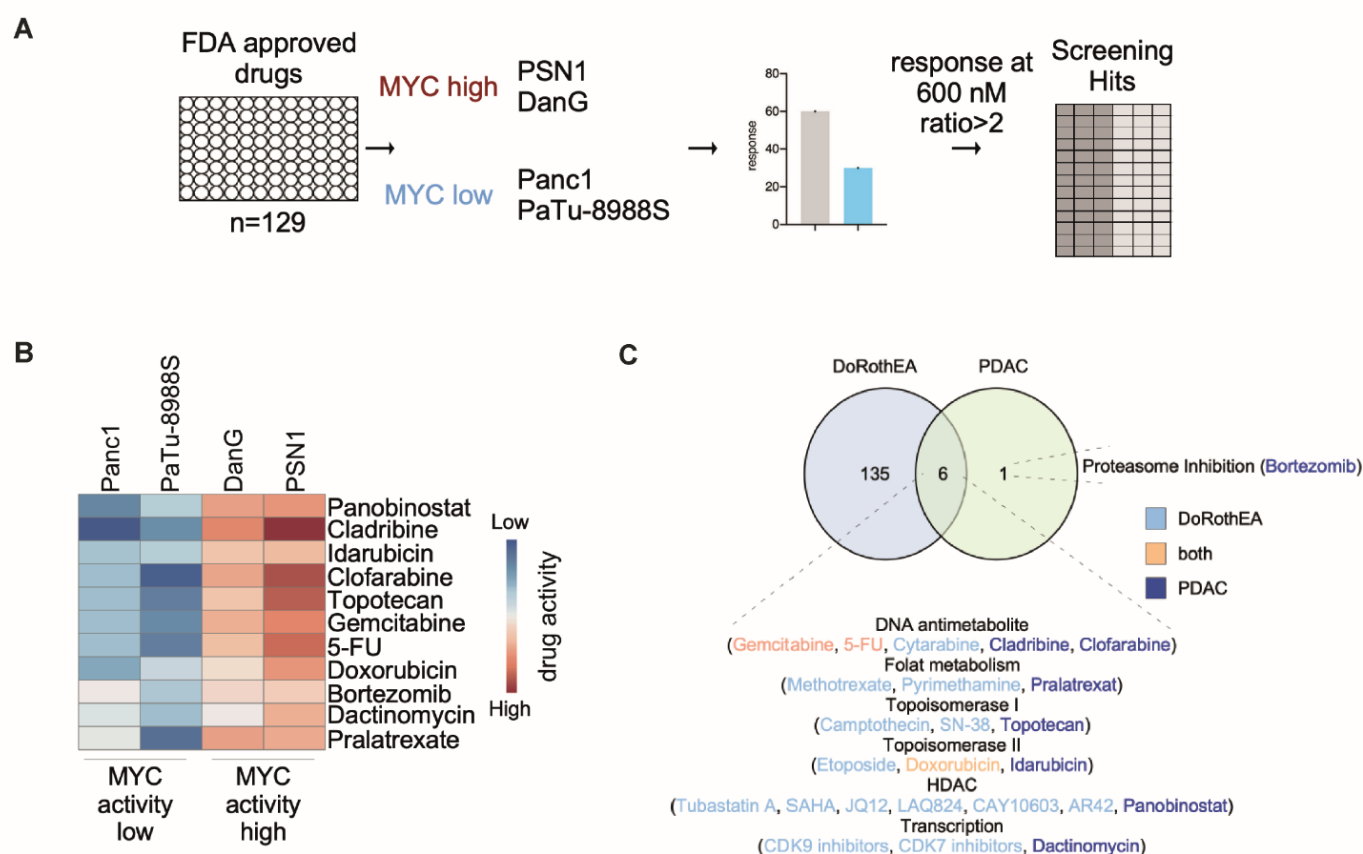 A
FDA approved
drugs
n=129
MYC high
PSN1
DanG
MYC low
Panc1
PaTu-8988S
response
80
60
40
20
0
response at
600 nM
ratio>2
Screening
Hits
B
Panc1
PaTu-8988S
DanG
PSN1
Panobinostat
Cladribine
Idarubicin
Clofarabine
Topotecan
Gemcitabine
5-FU
Doxorubicin
Bortezomib
Dactinomycin
Pralatrexate
MYC
activity
low
MYC
activity
high
Low
drug activity
High
C
DoRothEA
PDAC
135
6
1
Proteasome Inhibition (Bortezomib)
DoRothEA
both
PDAC
DNA antimetabolite
(Gemcitabine, 5-FU, Cytarabine, Cladribine, Clofarabine)
Folat metabolism
(Methotrexate, Pyrimethamine, Pralatrexat)
Topoisomerase I
(Camptothecin, SN-38, Topotecan)
Topoisomerase II
(Etoposide, Doxorubicin, Idarubicin)
HDAC
(Tubastatin A, SAHA, JQ12, LAQ824, CAY10603, AR42, Panobinostat)
Transcription
(CDK9 inhibitors, CDK7 inhibitors, Dactinomycin)